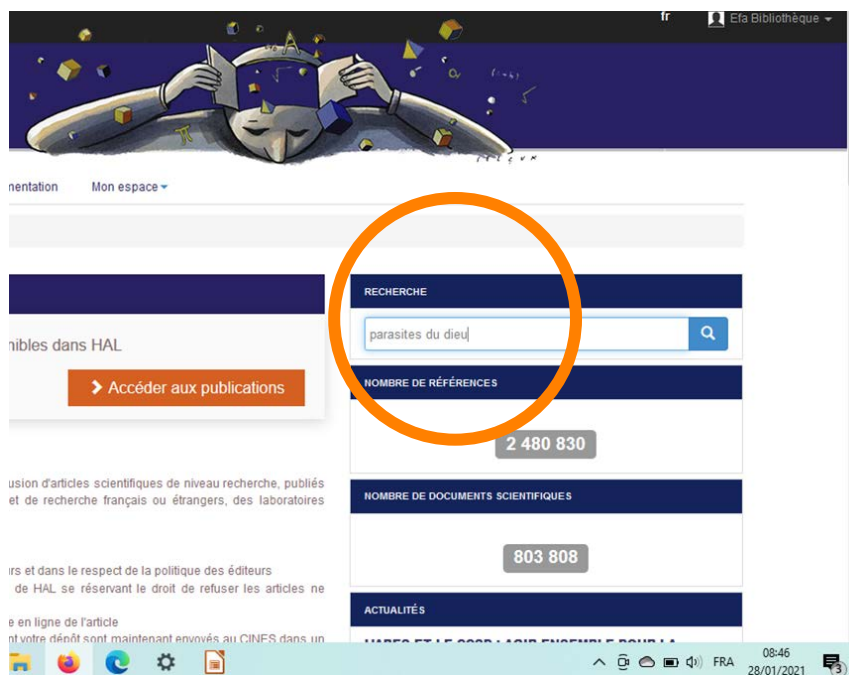 fr
Efa Bibliothèque
nentation
Mon espace
RECHERCHE
parasites du dieu
nibles dans HAL
Accéder aux publications
NOMBRE DE RÉFÉRENCES
2 480 830
usion d'articles scientifiques de niveau recherche, publiés
et de recherche français ou étrangers, des laboratoires
NOMBRE DE DOCUMENTS SCIENTIFIQUES
803 808
irs et dans le respect de la politique des éditeurs
de HAL se réservant le droit de refuser les articles ne
e en ligne de l'article
nt votre dépôt sont maintenant envoyés au CINES dans un
ACTUALITÉS
FRA
08:46
28/01/2021
3